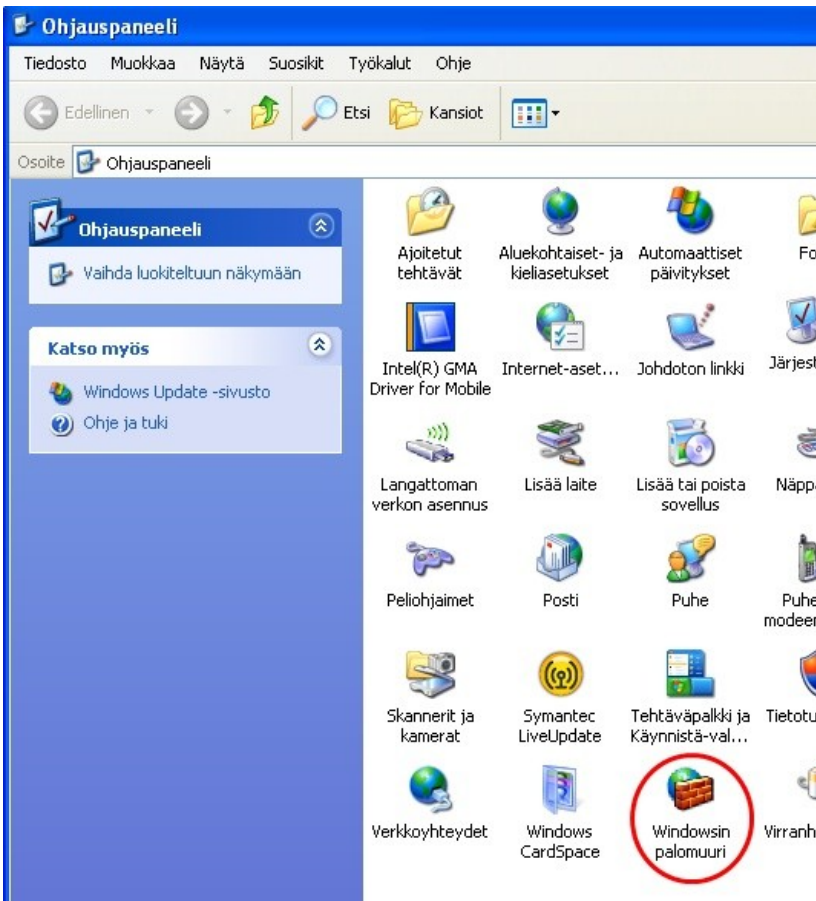 Ohjauspaneeli
Tiedosto Muokkaa Näytä Suosikit Työkalut Ohje
Edellinen Etsi Kansiot
Osoite Ohjauspaneeli
Ohjauspaneeli
Vaihda luokiteltuun näkymään
Katso myös
Windows Update -sivusto
Ohje ja tuki
Ajoitetut
tehtävät
Aluekohtaiset- ja
kieliasetukset
Automaattiset
päivitykset
Fo
Intel(R) GMA
Driver for Mobile
Internet-aset...
Johdoton linkki
Järjest
Langattoman
verkon asennus
Lisää laite
Lisää tai poista
sovellus
Näppä
Peliohjaimet
Posti
Puhe
Puhe
modeer
Skannerit ja
kamerat
Symantec
LiveUpdate
Tehtäväpalkki ja
Käynnistä-val...
Tietotu
Verkkoyhteydet
Windows
CardSpace
Windowsin
palomuuri
Virranh